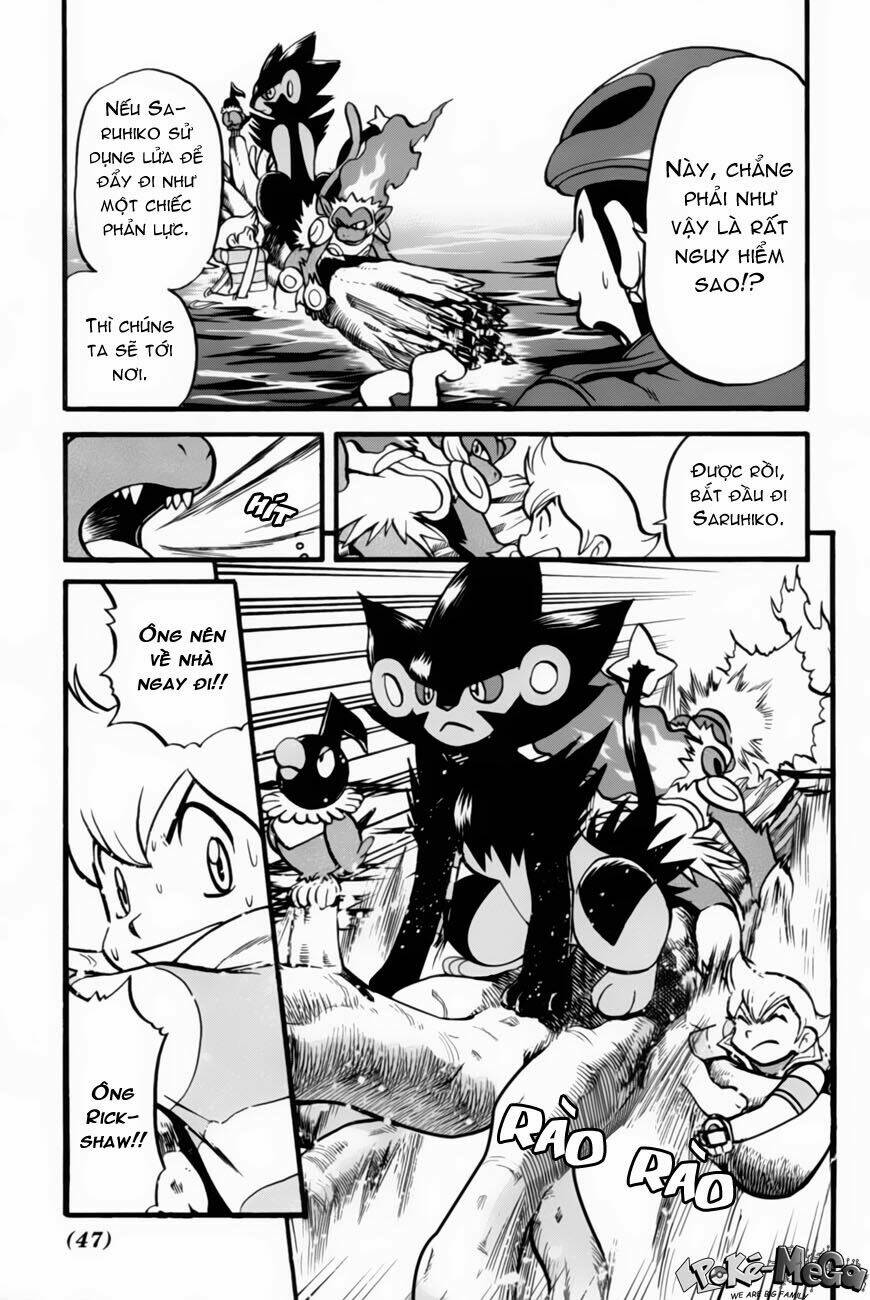 Này, chẳng
phải như
vậy là rất
nguy hiểm
sao!?
Nếu Sa-
ruhiko sử
dụng lửa để
đẩy đi như
một chiếc
phản lực.
Thì chúng
ta sẽ tới
nơi.
Được rồi,
bắt đầu đi
Saruhiko.
Hít
Ông nên
về nhà
ngay đi!!
Ông
Rick-
shaw!!
Rào Rào
(47)
Poké-Mega
WE ARE BIG FAMILY